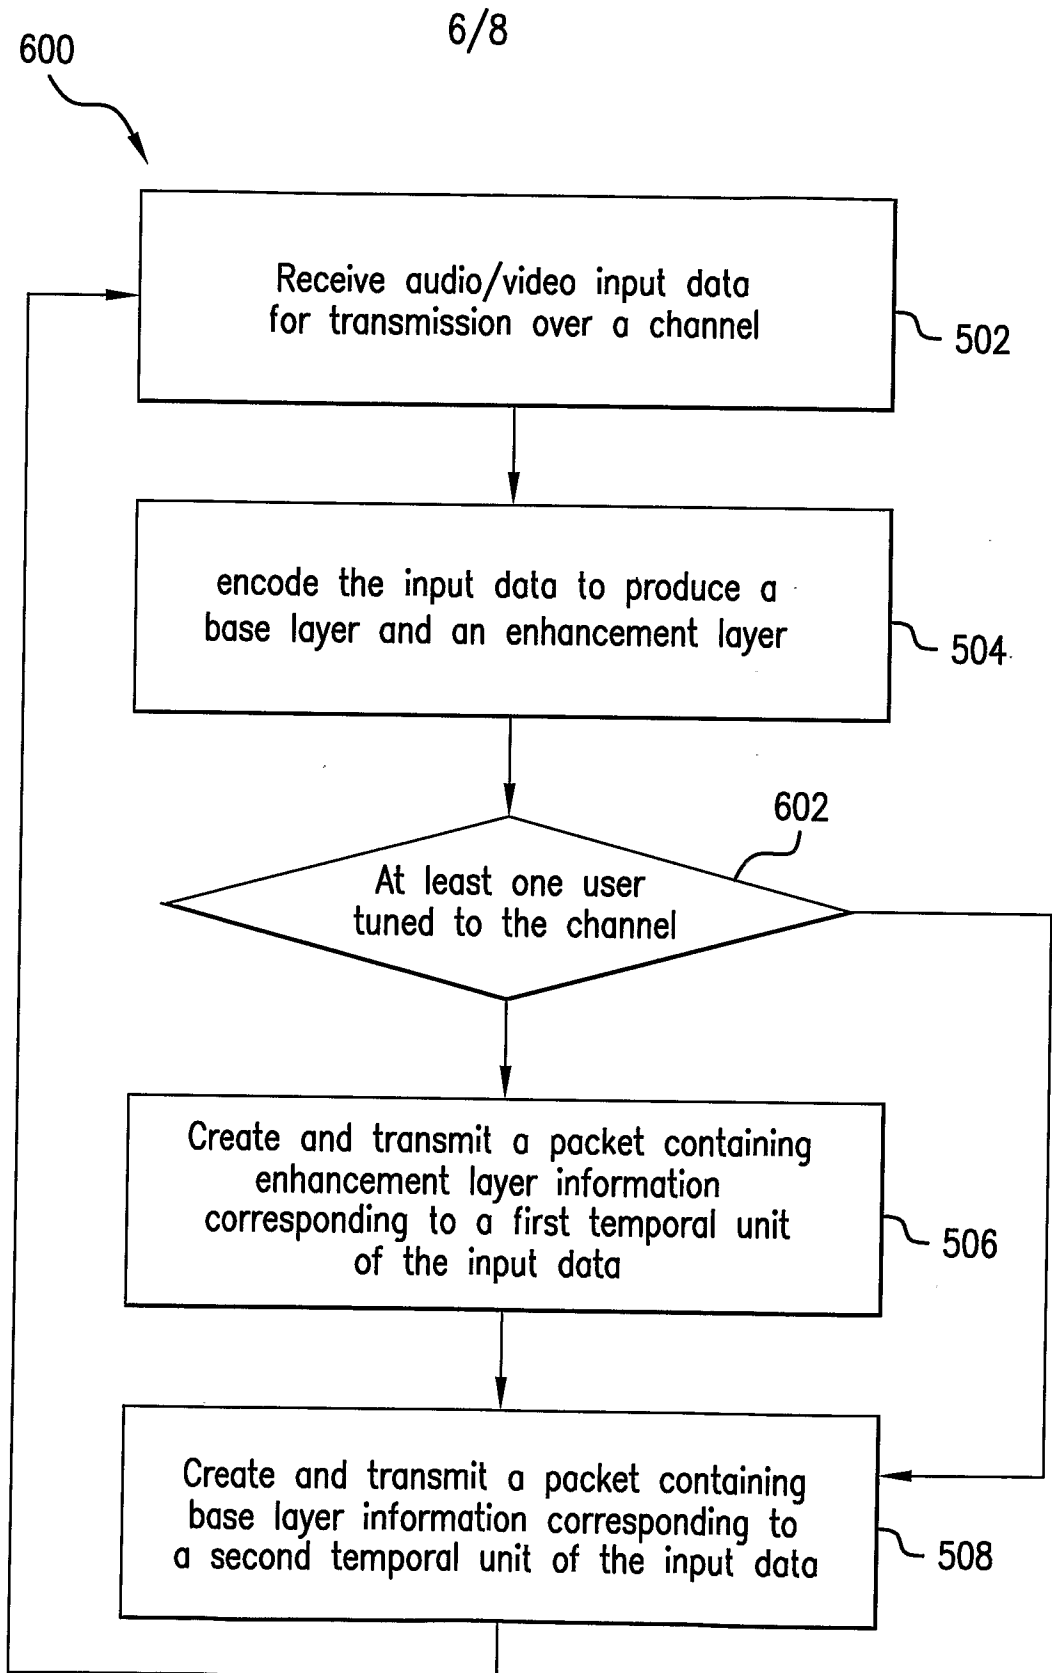 6/8
600
Receive audio/video input data
for transmission over a channel
502
encode the input data to produce a
base layer and an enhancement layer
504
602
At least one user
tuned to the channel
Create and transmit a packet containing
enhancement layer information
corresponding to a first temporal unit
of the input data
506
Create and transmit a packet containing
base layer information corresponding to
a second temporal unit of the input data
508